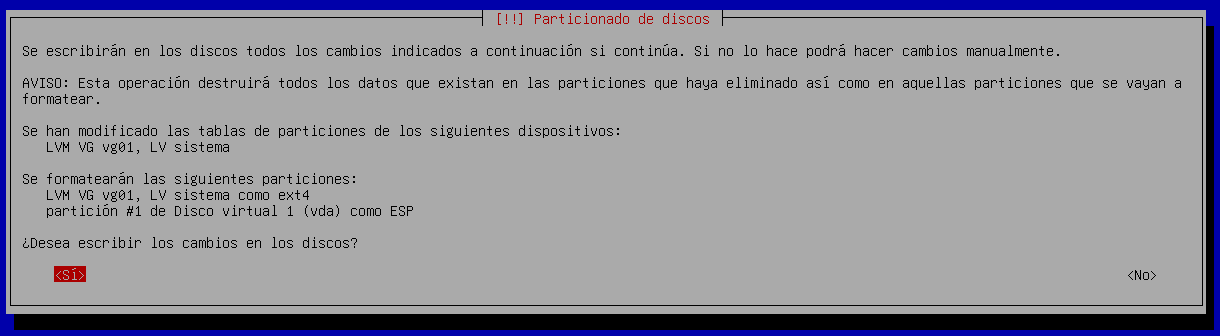 [!!] Particionado de discos
Se escribirán en los discos todos los cambios indicados a continuación si continúa. Si no lo hace podrá hacer cambios manualmente.
AVISO: Esta operación destruirá todos los datos que existan en las particiones que haya eliminado así como en aquellas particiones que se vayan a
formatear.
Se han modificado las tablas de particiones de los siguientes dispositivos:
LVM VG vg01, LV sistema
Se formatearán las siguientes particiones:
LVM VG vg01, LV sistema como ext4
partición #1 de Disco virtual 1 (vda) como ESP
¿Desea escribir los cambios en los discos?
<Sí> <No>